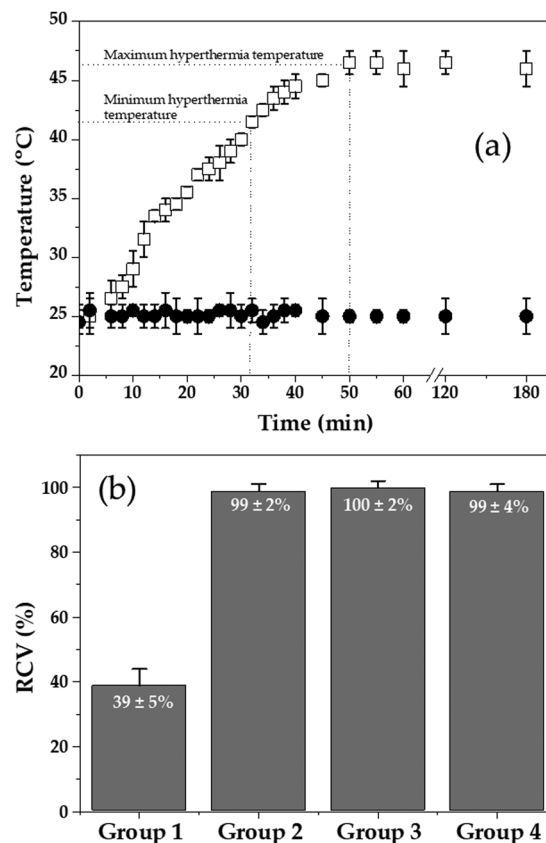 50
Maximum hyperthermia temperature
45
Minimum hyperthermia
temperature
40
(a)
35
30
25
20
Temperature (°C)
0 10 20 30 40 50 60 120 180
Time (min)
(b)
100
99 ± 2% 100 ± 2% 99 ± 4%
80
60
40
39 ± 5%
20
0
RCV (%)
Group 1 Group 2 Group 3 Group 4